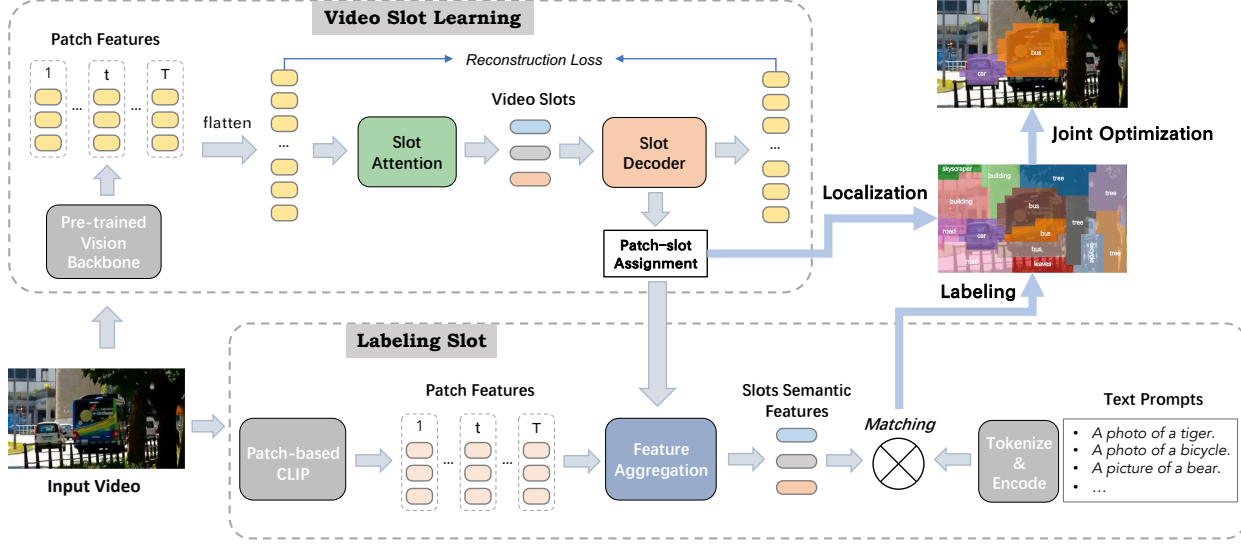 Video Slot Learning
Patch Features
1
t
T
...
...
flatten
...
Reconstruction Loss
Slot
Attention
Video Slots
Slot
Decoder
...
Pre-trained
Vision
Backbone
Patch-slot
Assignment
Localization
Labeling
Joint Optimization
bus
car
skyscraper
building
tree
building
bus
tree
tree
road
car
bus
bus
bicycle
tree
road
leaves
Input Video
Labeling Slot
Patch-based
CLIP
Patch Features
1
t
T
...
...
Feature
Aggregation
Slots Semantic
Features
Matching
Tokenize
&
Encode
Text Prompts
• A photo of a tiger.
• A photo of a bicycle.
• A picture of a bear.
• ...